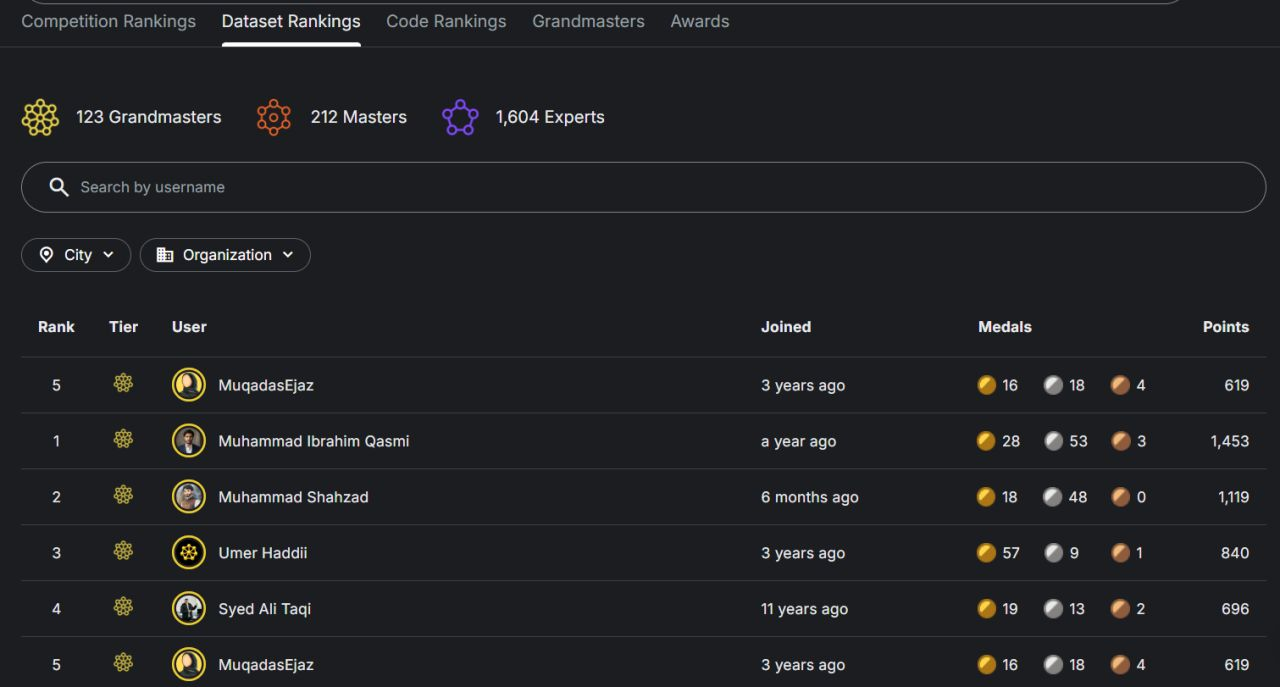 Competition Rankings Dataset Rankings Code Rankings Grandmasters Awards
123 Grandmasters 212 Masters 1,604 Experts
Search by username
City Organization
Rank Tier User Joined Medals Points
5 MuqadasEjaz 3 years ago 16 18 4 619
1 Muhammad Ibrahim Qasmi a year ago 28 53 3 1,453
2 Muhammad Shahzad 6 months ago 18 48 0 1,119
3 Umer Haddii 3 years ago 57 9 1 840
4 Syed Ali Taqi 11 years ago 19 13 2 696
5 MuqadasEjaz 3 years ago 16 18 4 619